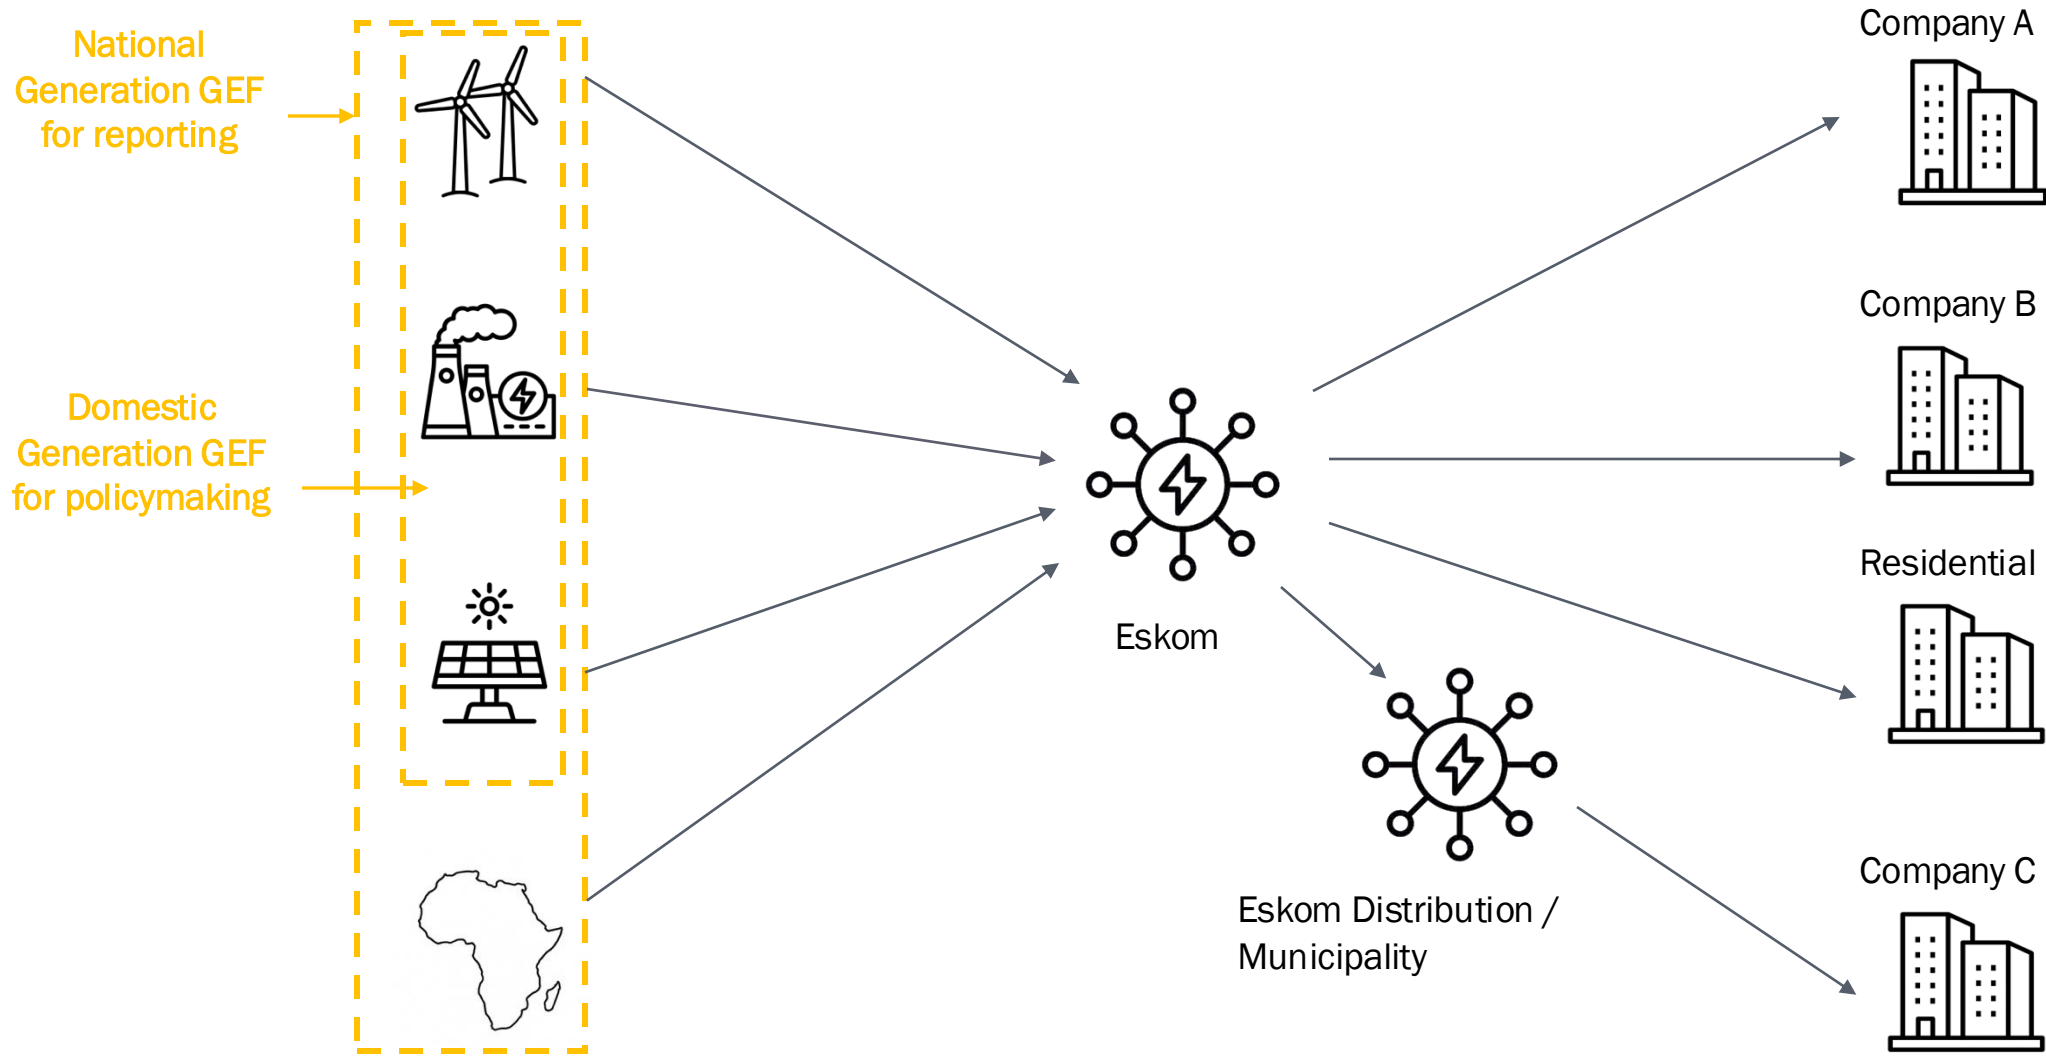 National
Generation GEF
for reporting
Domestic
Generation GEF
for policymaking
Eskom
Eskom Distribution /
Municipality
Company A
Company B
Residential
Company C